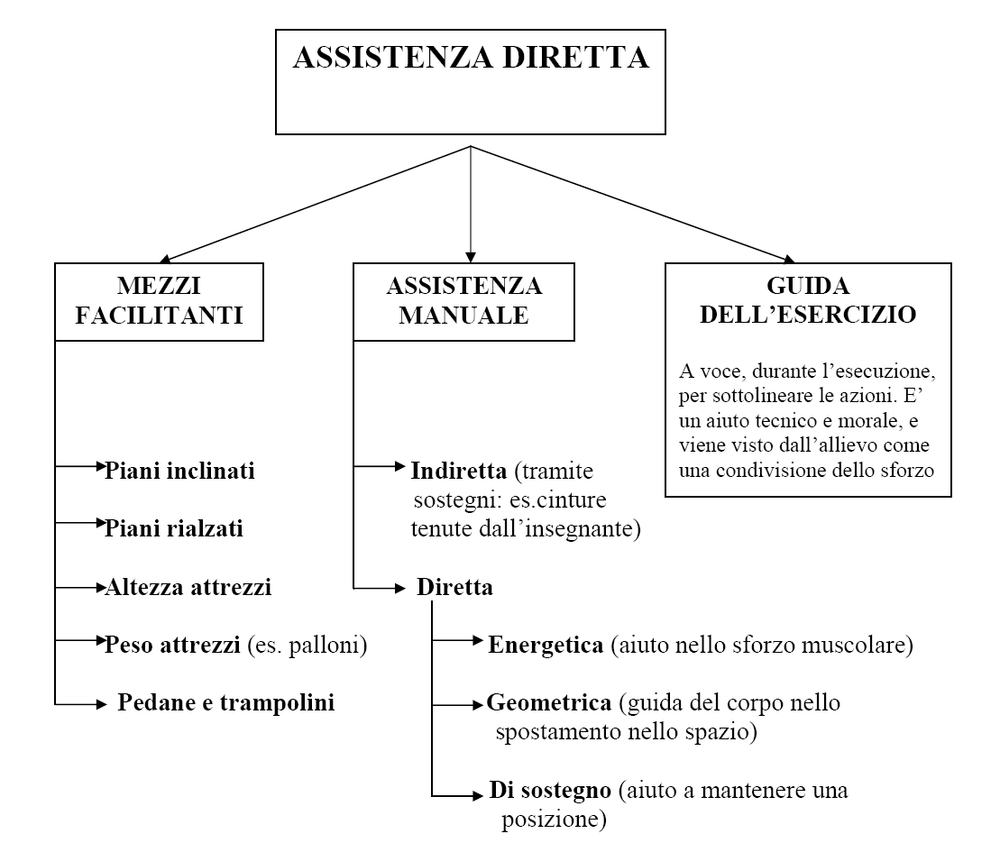 ASSISTENZA DIRETTA
MEZZI
FACILITANTI
Piani inclinati
Piani rialzati
Altezza attrezzi
Peso attrezzi (es. palloni)
Pedane e trampolini
ASSISTENZA
MANUALE
Indiretta (tramite
sostegni: es.cinture
tenute dall’insegnante)
Diretta
Energetica (aiuto nello sforzo muscolare)
Geometrica (guida del corpo nello
spostamento nello spazio)
Di sostegno (aiuto a mantenere una
posizione)
GUIDA
DELL’ESERCIZIO
A voce, durante l’esecuzione,
per sottolineare le azioni. E’
un aiuto tecnico e morale, e
viene visto dall’allievo come
una condivisione dello sforzo